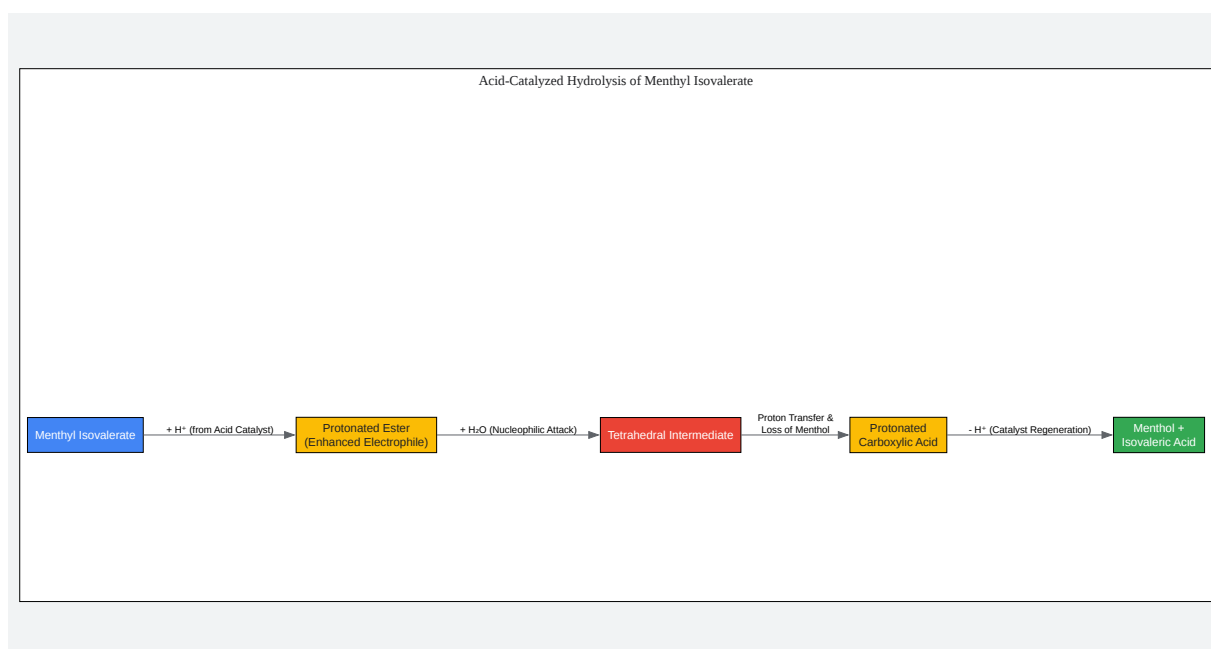 Acid-Catalyzed Hydrolysis of Menthyl Isovalerate
Menthyl Isovalerate
+ H⁺ (from Acid Catalyst)
Protonated Ester
(Enhanced Electrophile)
+ H₂O (Nucleophilic Attack)
Tetrahedral Intermediate
Proton Transfer &
Loss of Menthol
Protonated
Carboxylic Acid
- H⁺ (Catalyst Regeneration)
Menthol +
Isovaleric Acid